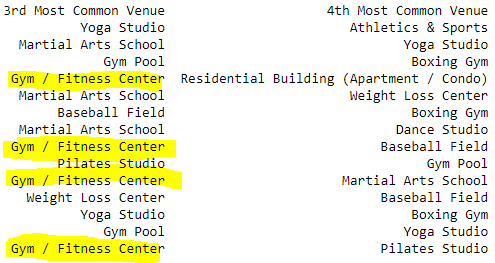 3rd Most Common Venue 4th Most Common Venue
Yoga Studio Athletics & Sports
Martial Arts School Yoga Studio
Gym Pool Boxing Gym
Gym / Fitness Center Residential Building (Apartment / Condo)
Martial Arts School Weight Loss Center
Baseball Field Boxing Gym
Martial Arts School Dance Studio
Gym / Fitness Center Baseball Field
Pilates Studio Gym Pool
Gym / Fitness Center Martial Arts School
Weight Loss Center Baseball Field
Yoga Studio Boxing Gym
Gym Pool Yoga Studio
Gym / Fitness Center Pilates Studio